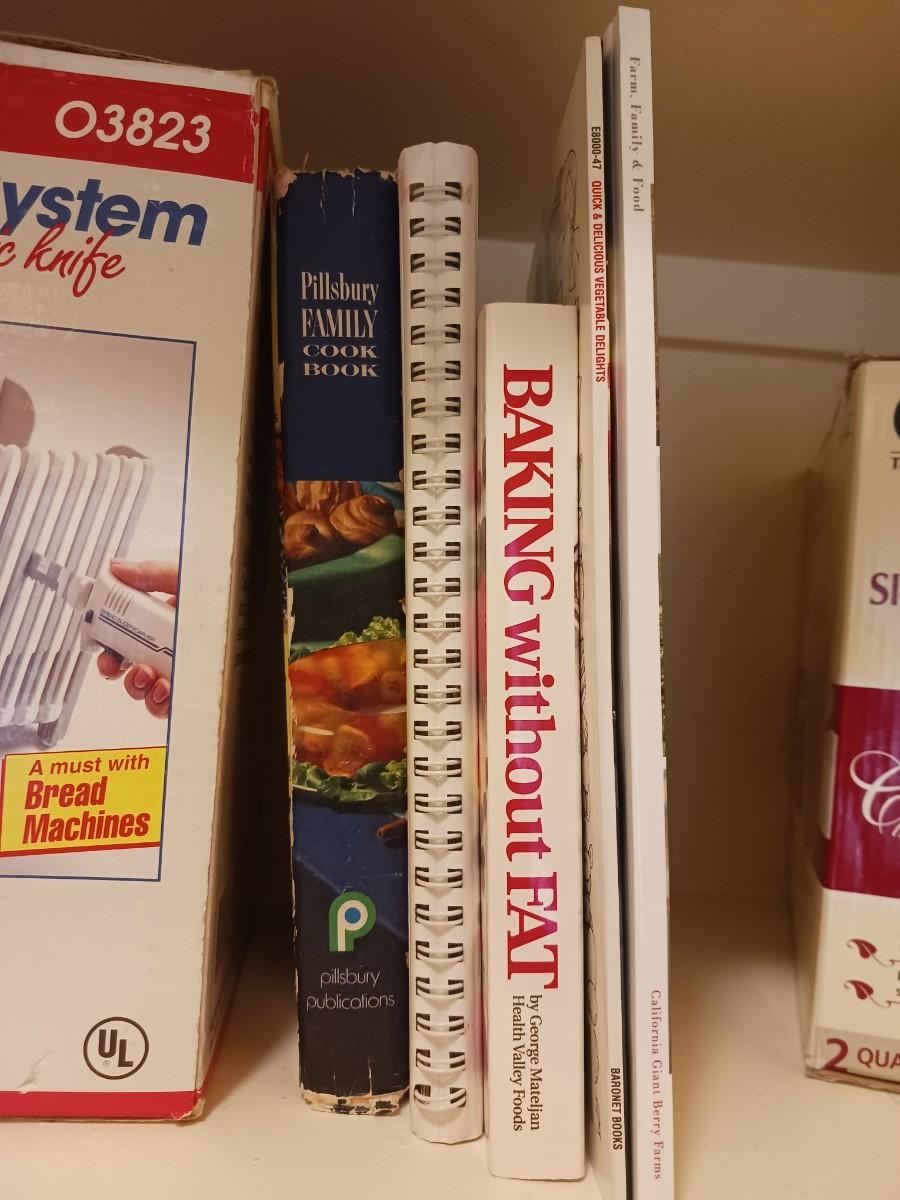 O3823
ystem
c knife
A must with
Bread
Machines
UL
Pillsbury
FAMILY
COOK
BOOK
pillsbury
publications
BAKING without FAT
by George Mateljan
Health Valley Foods
E8000-47 QUICK & DELICIOUS VEGETABLE DELIGHTS
BARONET BOOKS
Farm, Family & Food
California Giant Berry Farms
SI
C
2 QUA